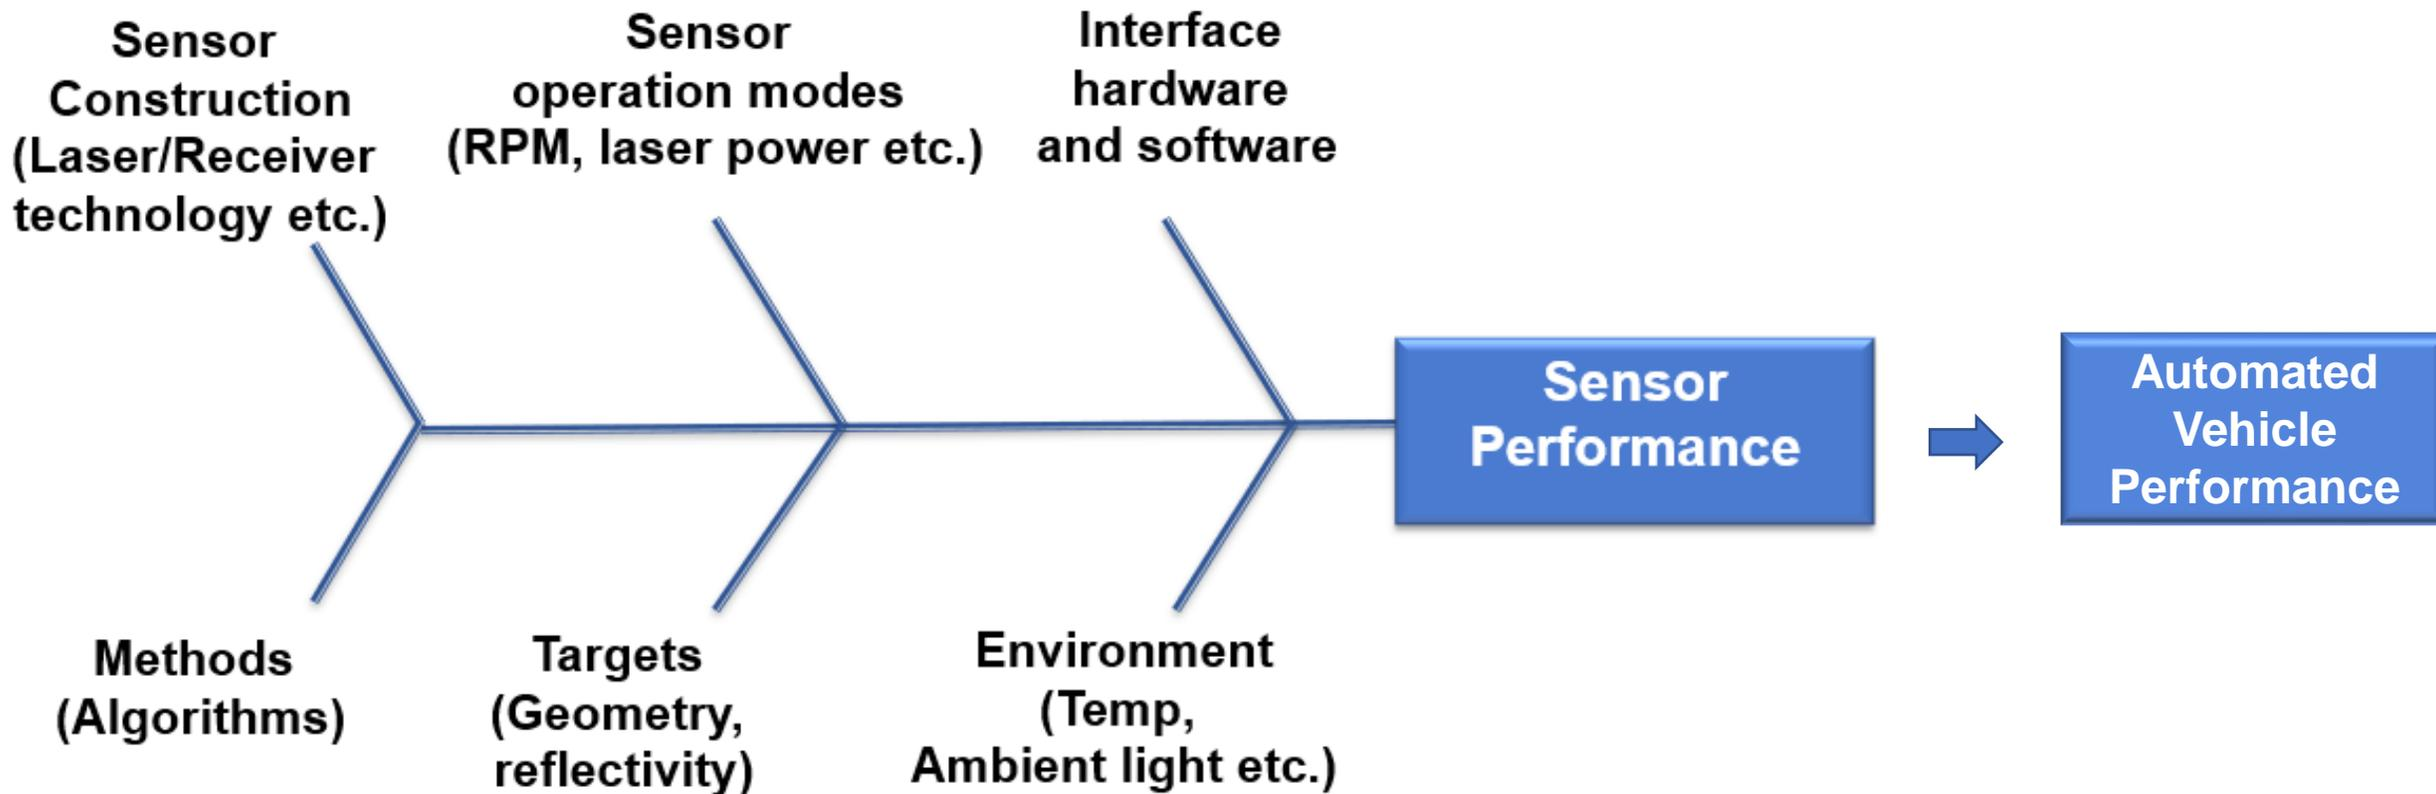 Sensor
Construction
(Laser/Receiver
technology etc.)
Sensor
operation modes
(RPM, laser power etc.)
Interface
hardware
and software
Sensor
Performance
Automated
Vehicle
Performance
Methods
(Algorithms)
Targets
(Geometry,
reflectivity)
Environment
(Temp,
Ambient light etc.)